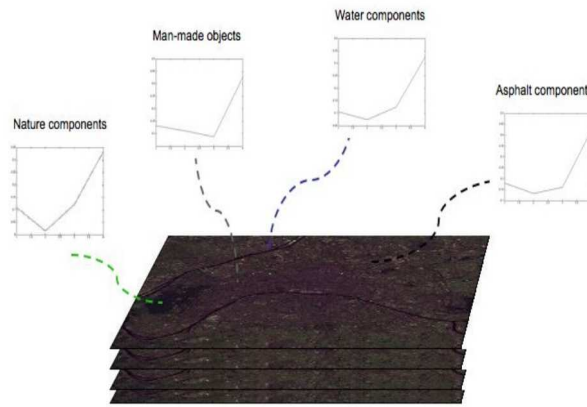 Man-made objects
Water components
Asphalt component
Nature components